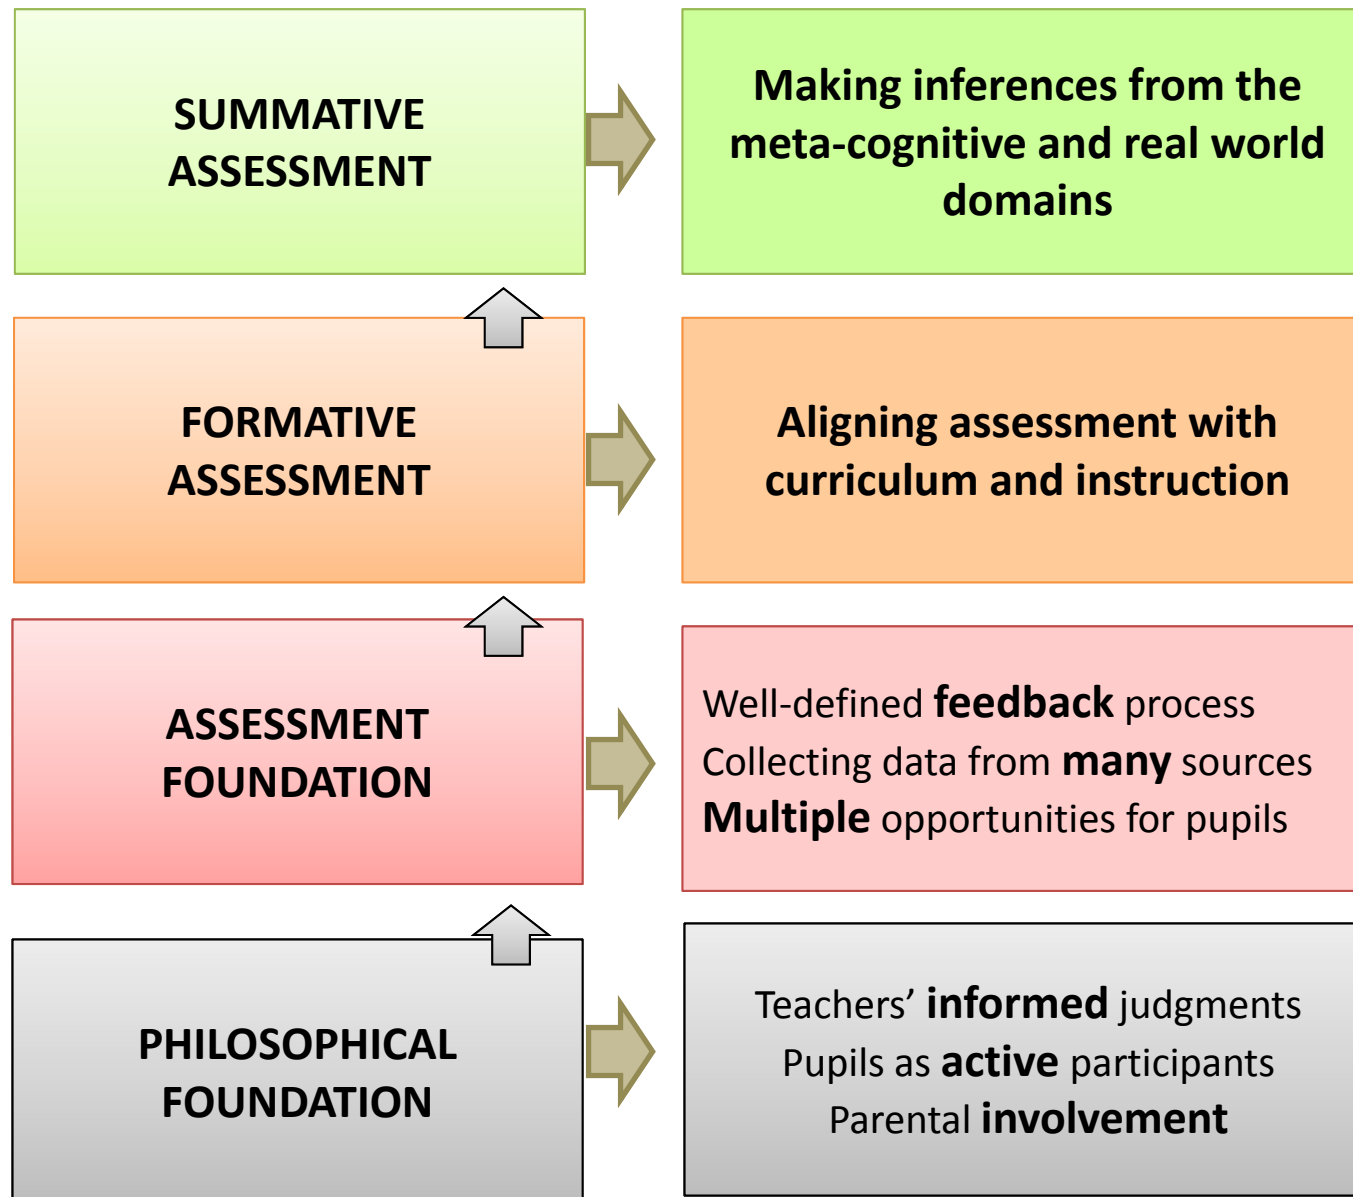 SUMMATIVE
ASSESSMENT
Making inferences from the
meta-cognitive and real world
domains
FORMATIVE
ASSESSMENT
Aligning assessment with
curriculum and instruction
ASSESSMENT
FOUNDATION
Well-defined feedback process
Collecting data from many sources
Multiple opportunities for pupils
PHILOSOPHICAL
FOUNDATION
Teachers’ informed judgments
Pupils as active participants
Parental involvement